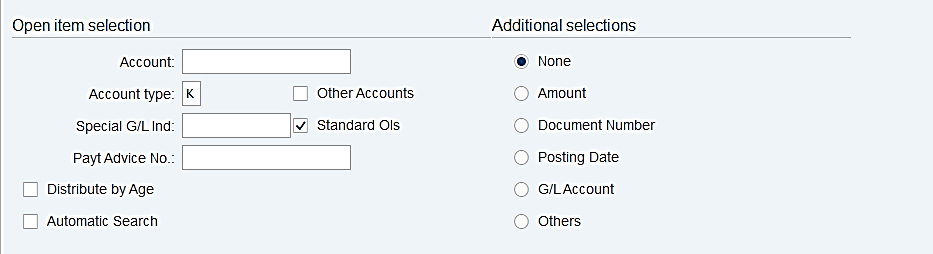 Open item selection
Additional selections
Account:
None
Account type: K
Other Accounts
Amount
Special G/L Ind:
Standard OIs
Document Number
Payt Advice No.:
Posting Date
Distribute by Age
G/L Account
Automatic Search
Others